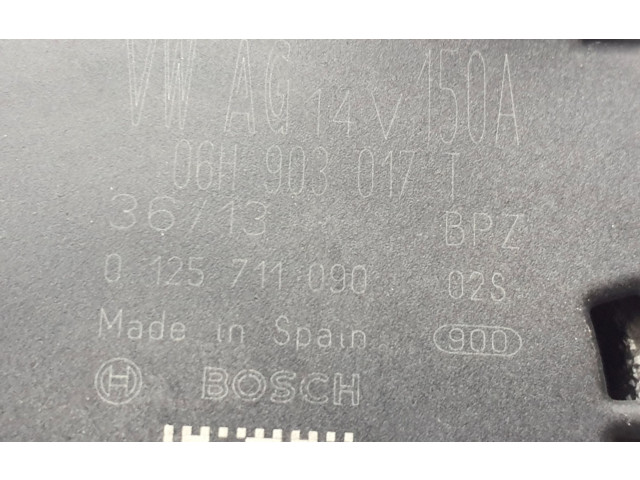 VW AG 14V 150A
06H 903 017 T
36/13 BPZ
0 125 711 090 02S
Made in Spain 900
BOSCH